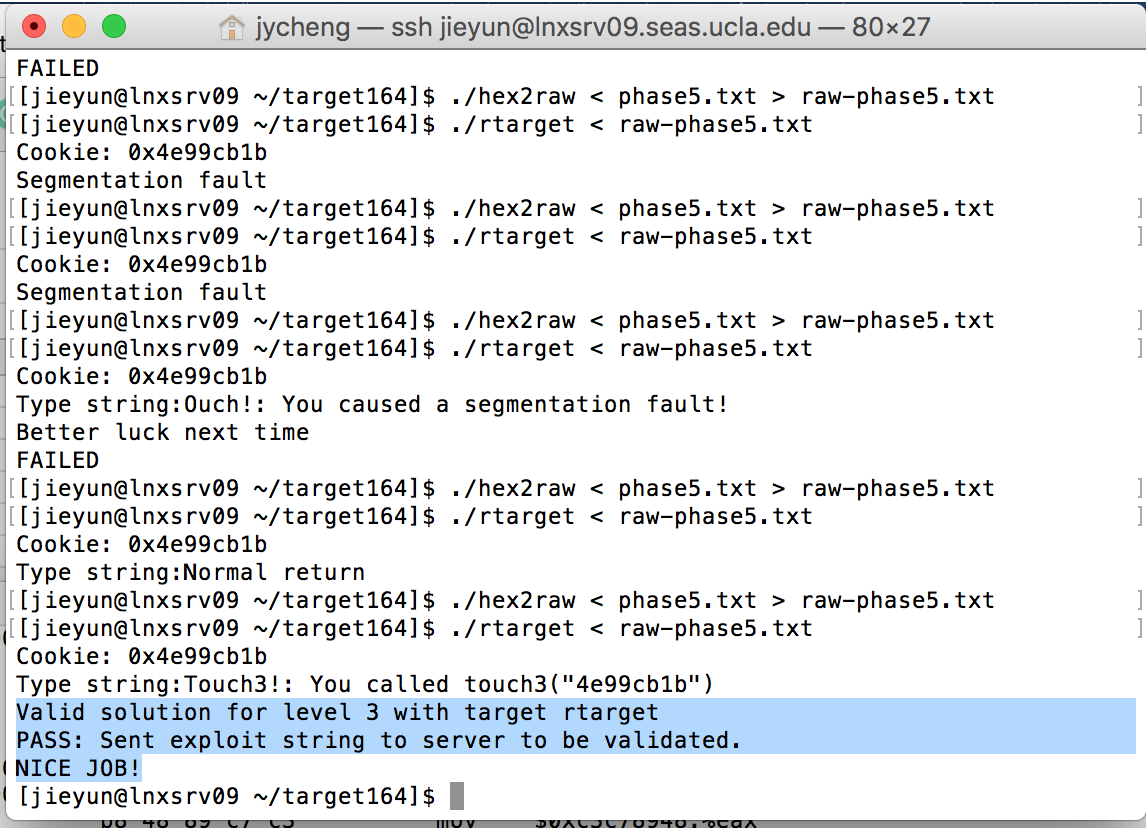 jycheng — ssh jieyun@lnxsrv09.seas.ucla.edu — 80×27
FAILED
[[jieyun@lnxsrv09 ~/target164]$ ./hex2raw < phase5.txt > raw-phase5.txt ]
[[jieyun@lnxsrv09 ~/target164]$ ./rtarget < raw-phase5.txt ]
Cookie: 0x4e99cb1b
Segmentation fault
[[jieyun@lnxsrv09 ~/target164]$ ./hex2raw < phase5.txt > raw-phase5.txt ]
[[jieyun@lnxsrv09 ~/target164]$ ./rtarget < raw-phase5.txt ]
Cookie: 0x4e99cb1b
Segmentation fault
[[jieyun@lnxsrv09 ~/target164]$ ./hex2raw < phase5.txt > raw-phase5.txt ]
[[jieyun@lnxsrv09 ~/target164]$ ./rtarget < raw-phase5.txt ]
Cookie: 0x4e99cb1b
Type string:Ouch!: You caused a segmentation fault!
Better luck next time
FAILED
[[jieyun@lnxsrv09 ~/target164]$ ./hex2raw < phase5.txt > raw-phase5.txt ]
[[jieyun@lnxsrv09 ~/target164]$ ./rtarget < raw-phase5.txt ]
Cookie: 0x4e99cb1b
Type string:Normal return
[[jieyun@lnxsrv09 ~/target164]$ ./hex2raw < phase5.txt > raw-phase5.txt ]
[[jieyun@lnxsrv09 ~/target164]$ ./rtarget < raw-phase5.txt ]
Cookie: 0x4e99cb1b
Type string:Touch3!: You called touch3("4e99cb1b")
Valid solution for level 3 with target rtarget
PASS: Sent exploit string to server to be validated.
NICE JOB!
[jieyun@lnxsrv09 ~/target164]$
b8 48 89 c7 c3 mov $0xc3c78948,%eax